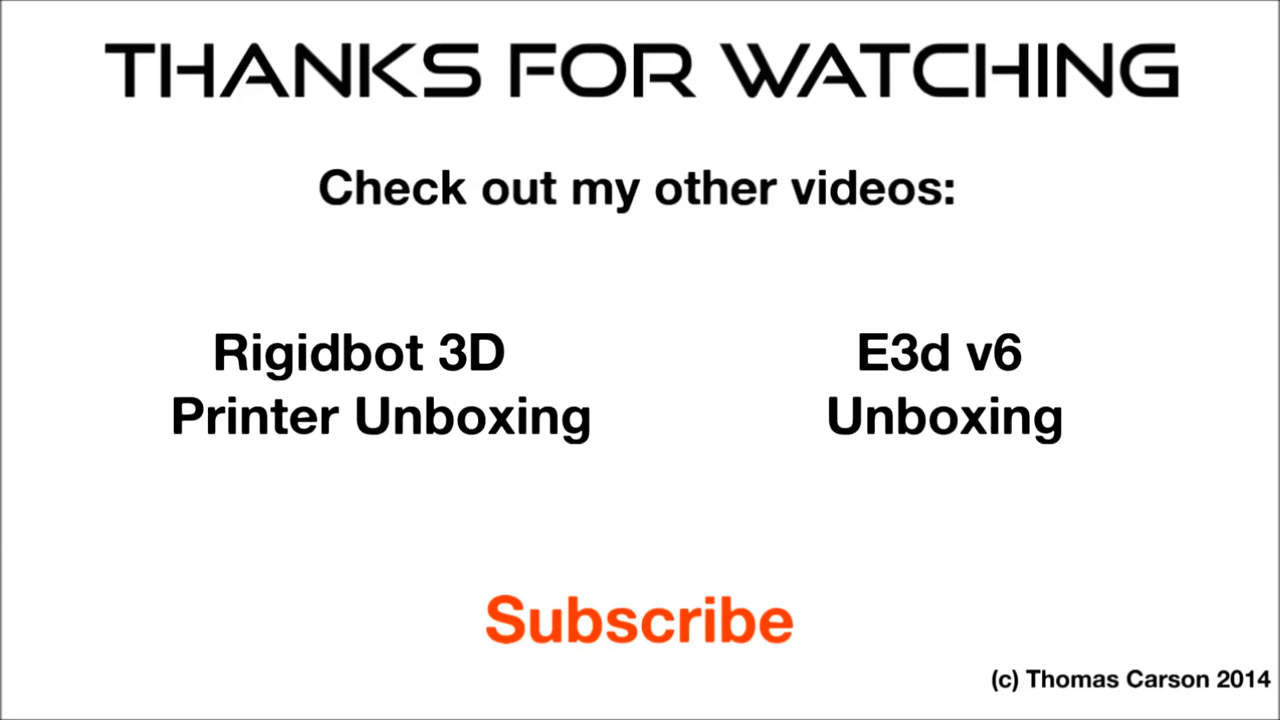 THANKS FOR WATCHING
Check out my other videos:
Rigidbot 3D
Printer Unboxing
E3d v6
Unboxing
Subscribe
(c) Thomas Carson 2014